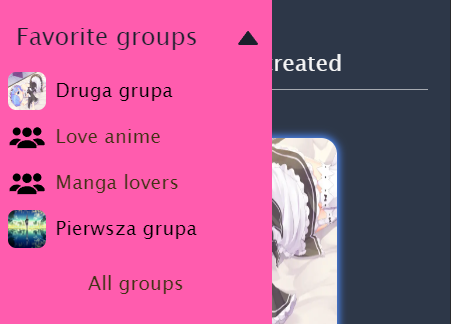 Favorite groups
reated
Druga grupa
Love anime
Manga lovers
Pierwsza grupa
All groups